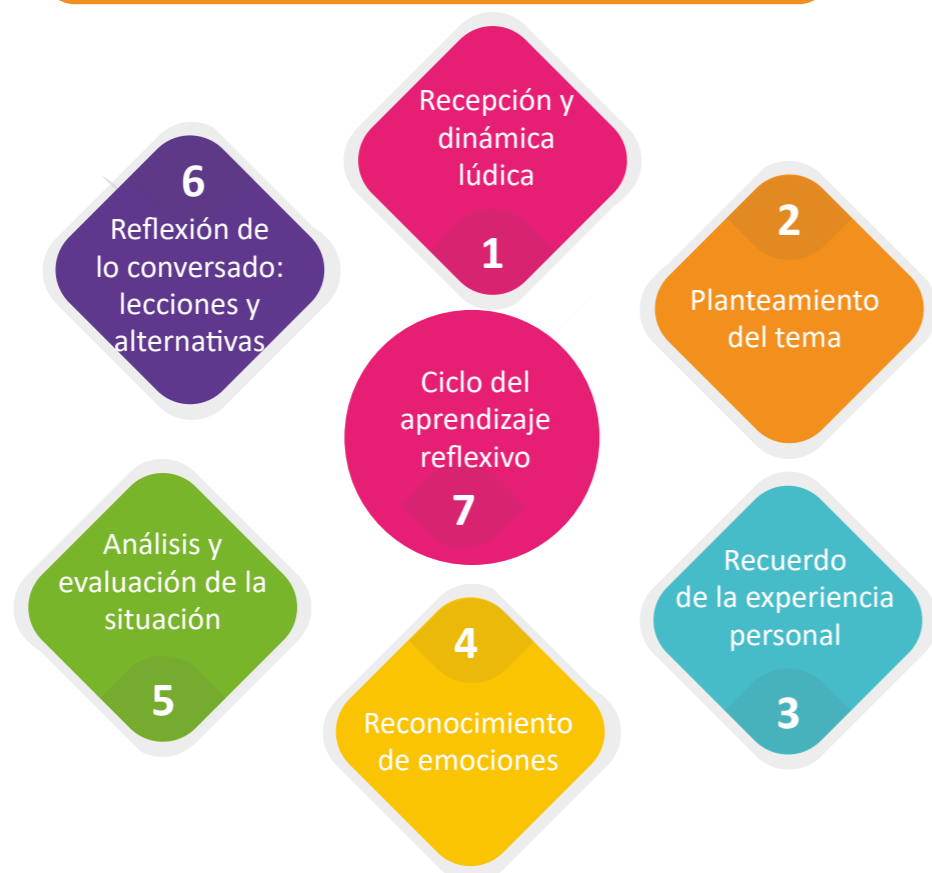 Recepción y
dinámica
lúdica
1
2
Planteamiento
del tema
Recuerdo
de la experiencia
personal
3
4
Reconocimiento
de emociones
Análisis y
evaluación de la
situación
5
6
Reflexión de
lo conversado:
lecciones y
alternativas
Ciclo del
aprendizaje
reflexivo
7